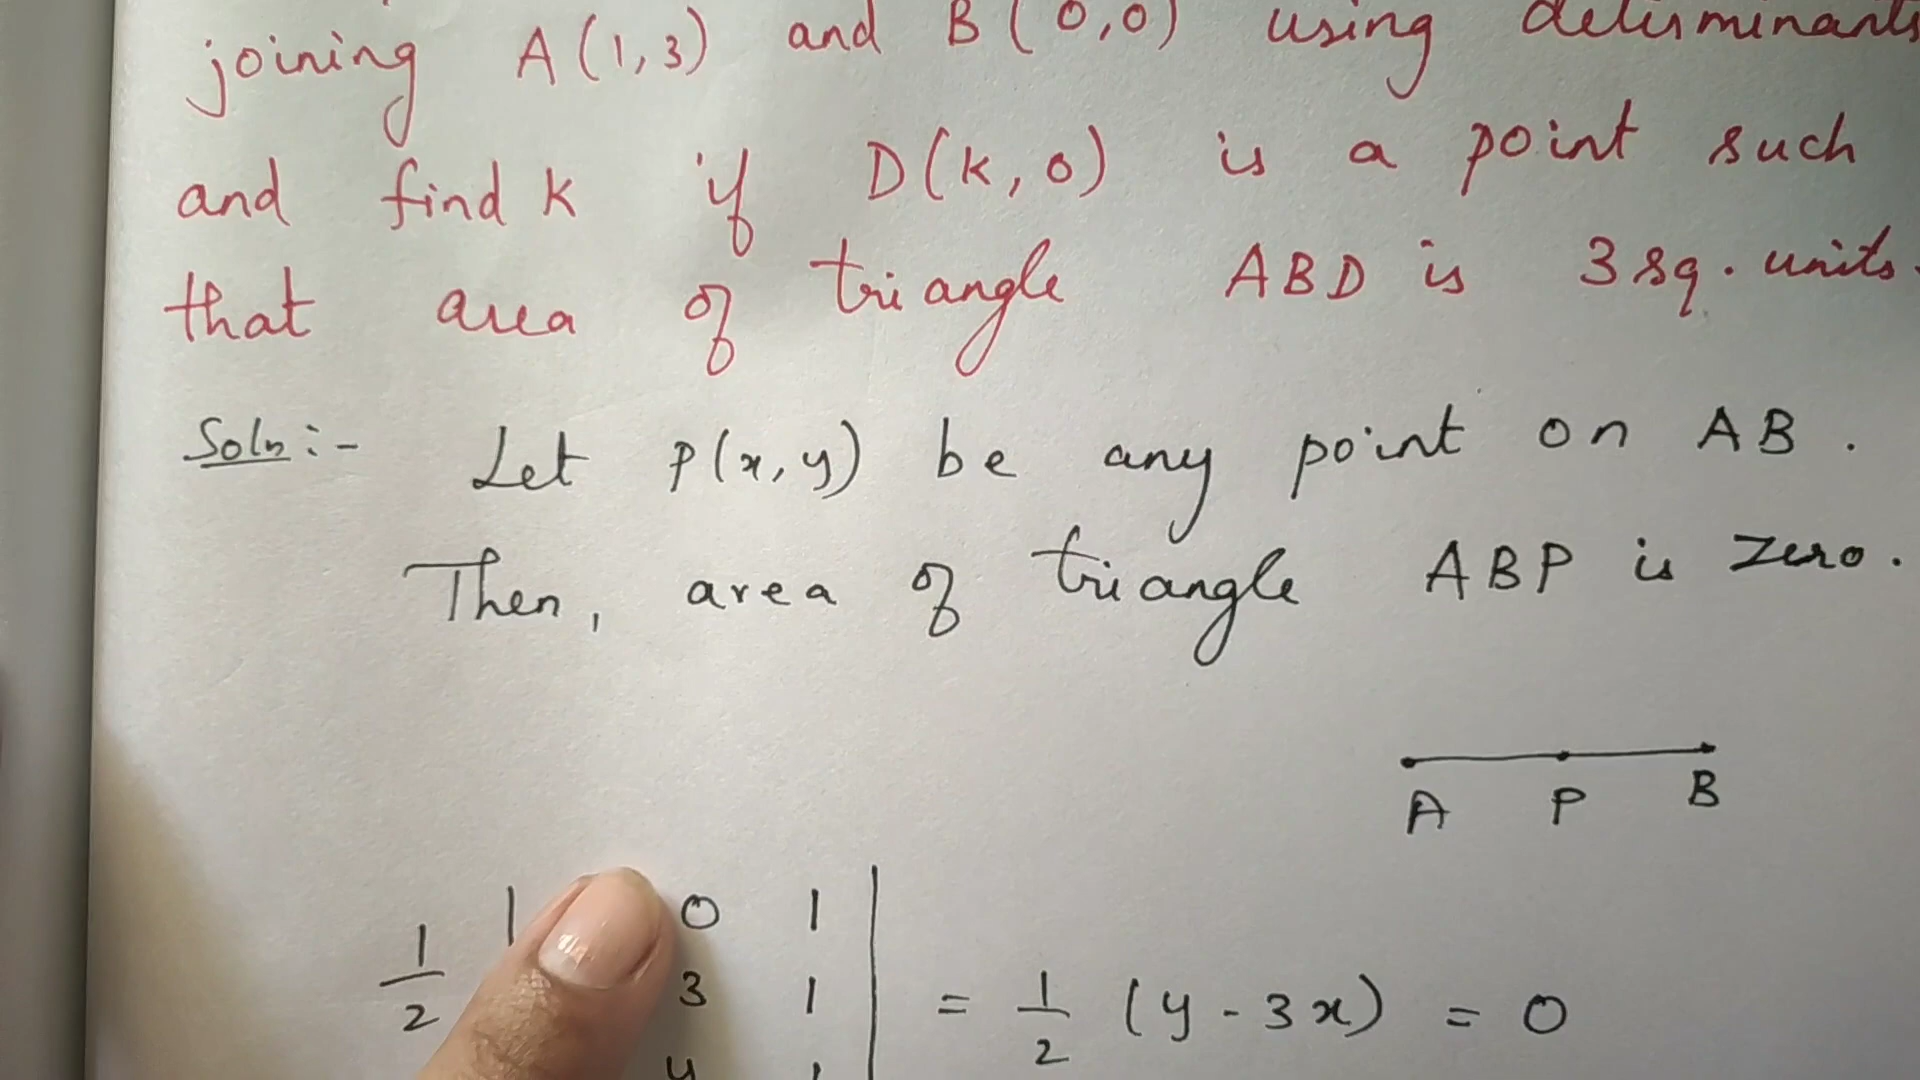 joining A(1,3) and B(0,0) using determinants
and find k if D(k,0) is a point such
that area of triangle ABD is 3 sq. units.
Soln:- Let P(x,y) be any point on AB.
Then, area of triangle ABP is zero.
A P B
1/2 | 0 1 |
3 1 | = 1/2 (y-3x) = 0
y 1